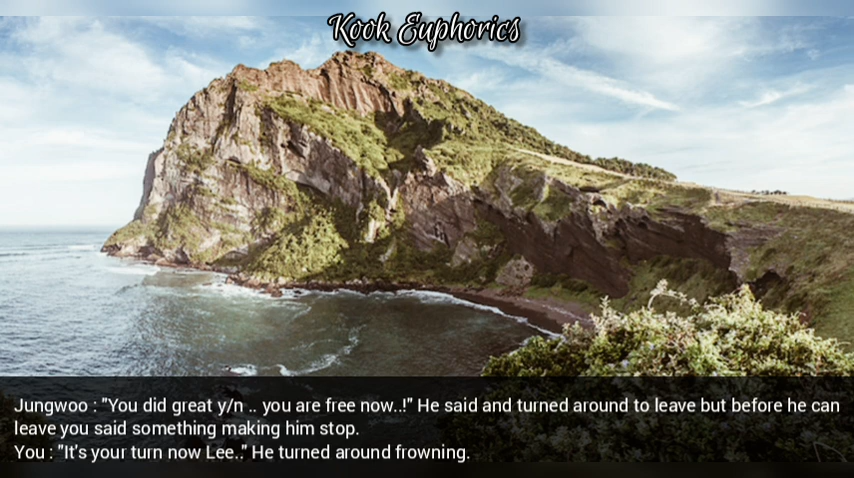 Kook Euphorics
Jungwoo : "You did great y/n .. you are free now..!" He said and turned around to leave but before he can
leave you said something making him stop.
You : "It's your turn now Lee.." He turned around frowning.